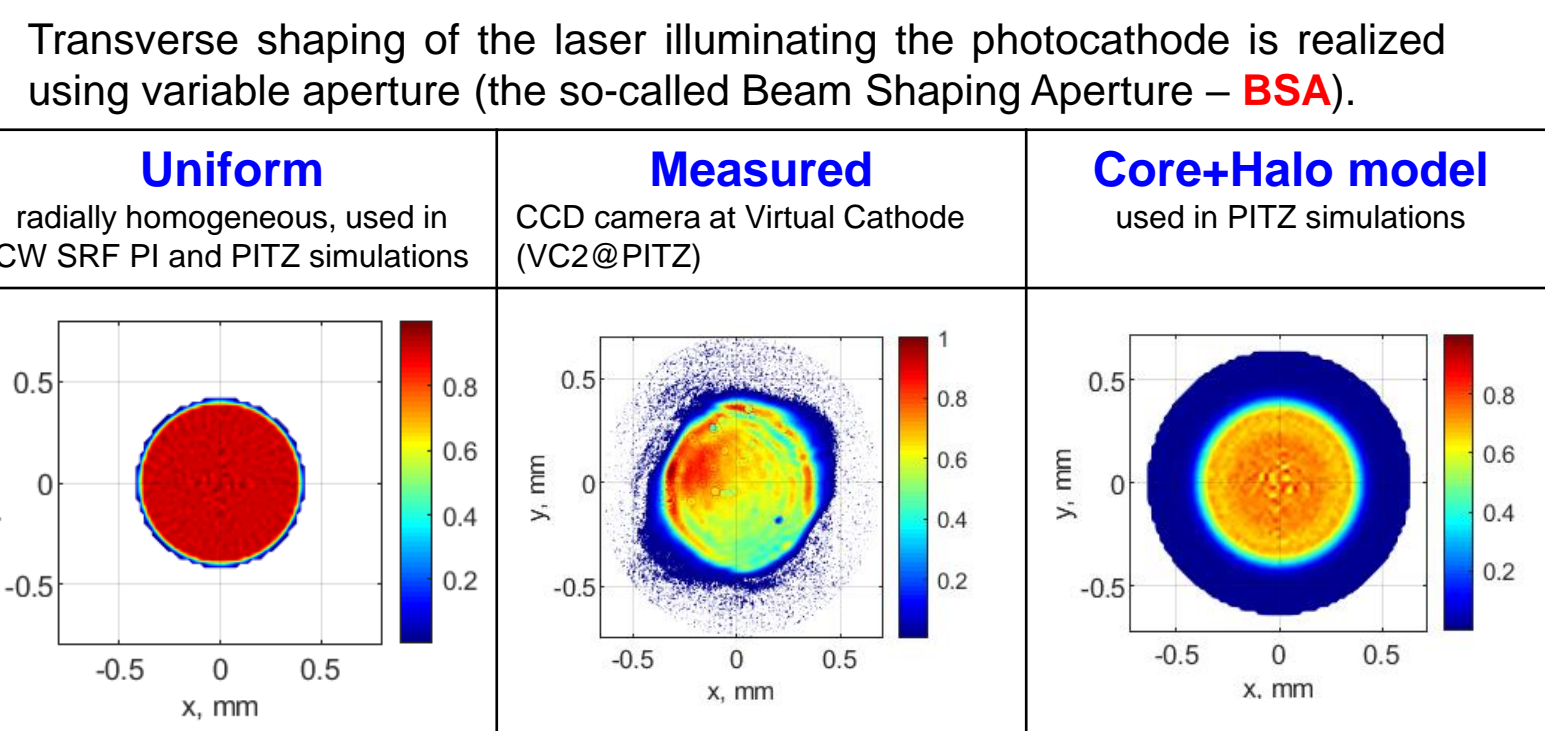 Transverse shaping of the laser illuminating the photocathode is realized
using variable aperture (the so-called Beam Shaping Aperture – BSA).
Uniform
radially homogeneous, used in
CW SRF PI and PITZ simulations
Measured
CCD camera at Virtual Cathode
(VC2@PITZ)
Core+Halo model
used in PITZ simulations
0.5
0
-0.5
-0.5
0
0.5
x, mm
0.8
0.6
0.4
0.2
y, mm
0.5
0
-0.5
-0.5
0
0.5
x, mm
1
0.8
0.6
0.4
0.2
y, mm
0.5
0
-0.5
-0.5
0
0.5
x, mm
0.8
0.6
0.4
0.2